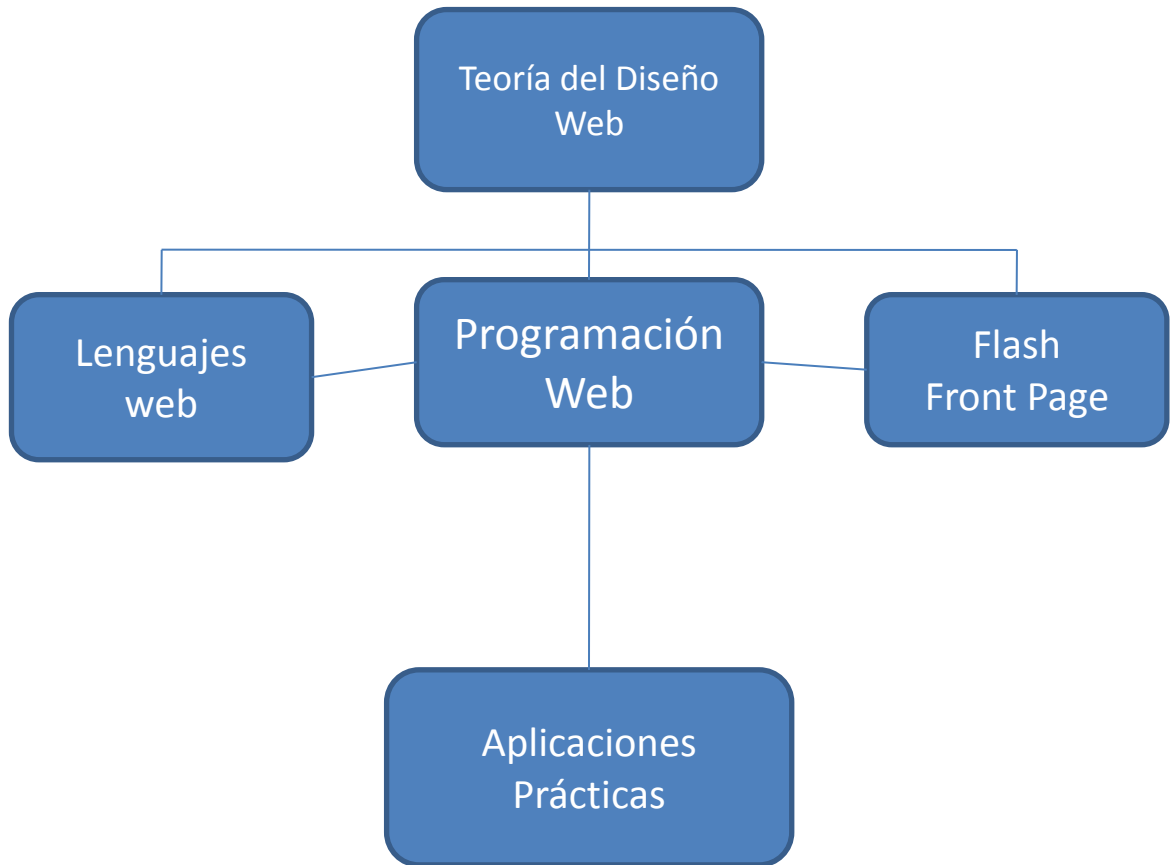 Teoría del Diseño
Web
Lenguajes
web
Programación
Web
Flash
Front Page
Aplicaciones
Prácticas